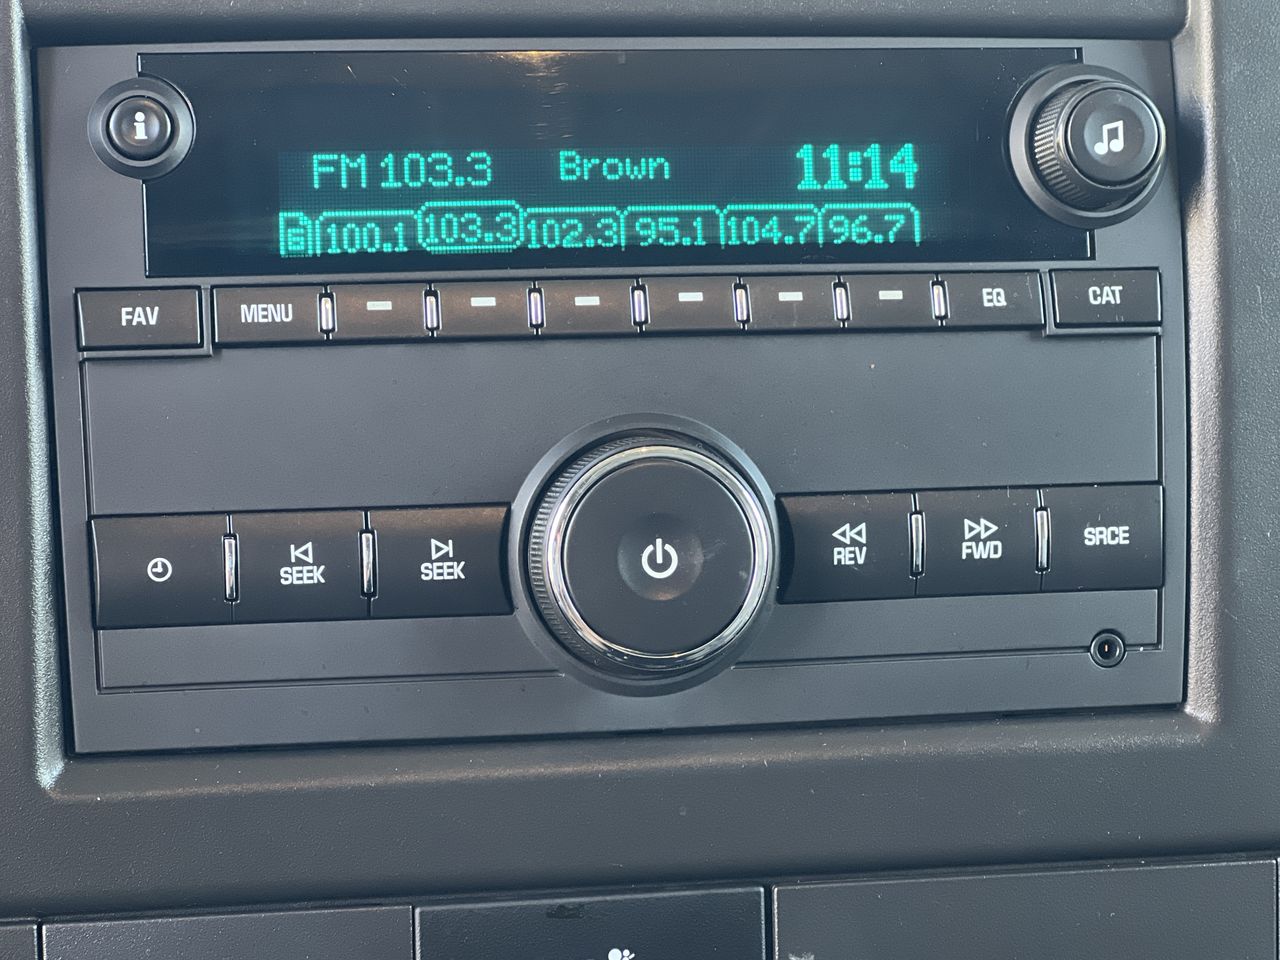 i
FM 103.3 Brown 11:14
100.1 103.3 102.3 95.1 104.7 96.7
FAV MENU EQ CAT
SEEK SEEK REV FWD SRCE